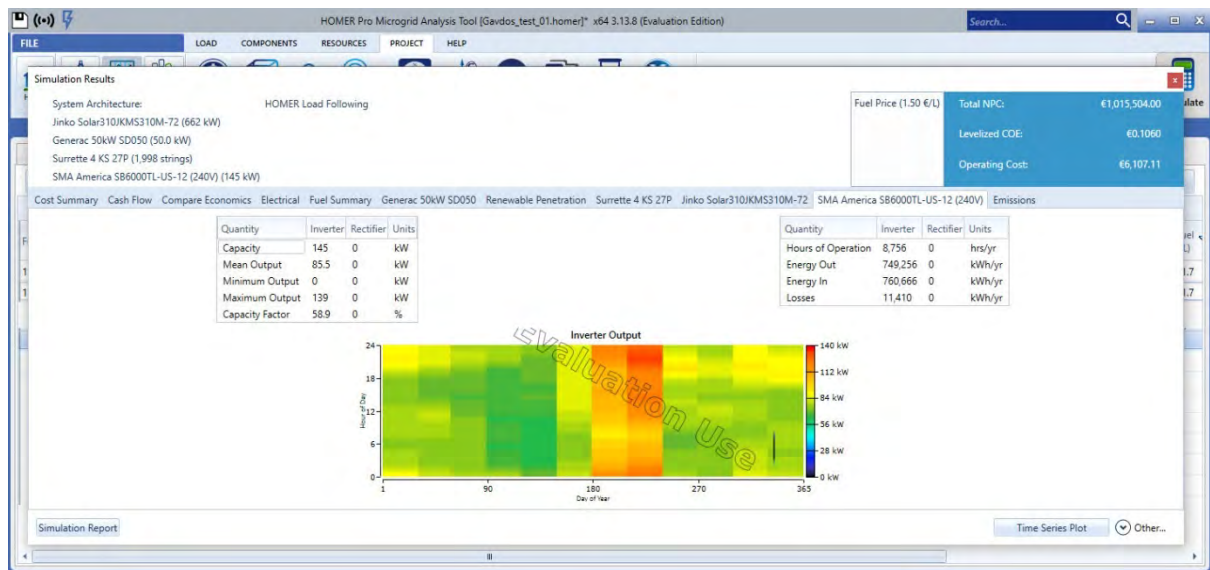 HOMER Pro Microgrid Analysis Tool [Gavdos_test_01.homer]* x64 3.13.8 (Evaluation Edition)
Search...
FILE
LOAD COMPONENTS RESOURCES PROJECT HELP
Simulation Results
x
System Architecture: HOMER Load Following
Jinko Solar310JKMS310M-72 (662 kW)
Generac 50kW SD050 (50.0 kW)
Surrette 4 KS 27P (1,998 strings)
SMA America SB6000TL-US-12 (240V) (145 kW)
Fuel Price (1.50 €/L)
Total NPC: €1,015,504.00
Levelized COE: €0.1060
Operating Cost: €6,107.11
ulate
Cost Summary Cash Flow Compare Economics Electrical Fuel Summary Generac 50kW SD050 Renewable Penetration Surrette 4 KS 27P Jinko Solar310JKMS310M-72 SMA America SB6000TL-US-12 (240V) Emissions
Quantity Inverter Rectifier Units
Capacity 145 0 kW
Mean Output 85.5 0 kW
Minimum Output 0 0 kW
Maximum Output 139 0 kW
Capacity Factor 58.9 0 %
Quantity Inverter Rectifier Units
Hours of Operation 8,756 0 hrs/yr
Energy Out 749,256 0 kWh/yr
Energy In 760,666 0 kWh/yr
Losses 11,410 0 kWh/yr
Inverter Output
Evaluation Use
24
18
12
6
0
Hour of Day
1 90 180 270 365
Day of Year
140 kW
112 kW
84 kW
56 kW
28 kW
0 kW
1.7
1.7
Simulation Report
Time Series Plot
Other...